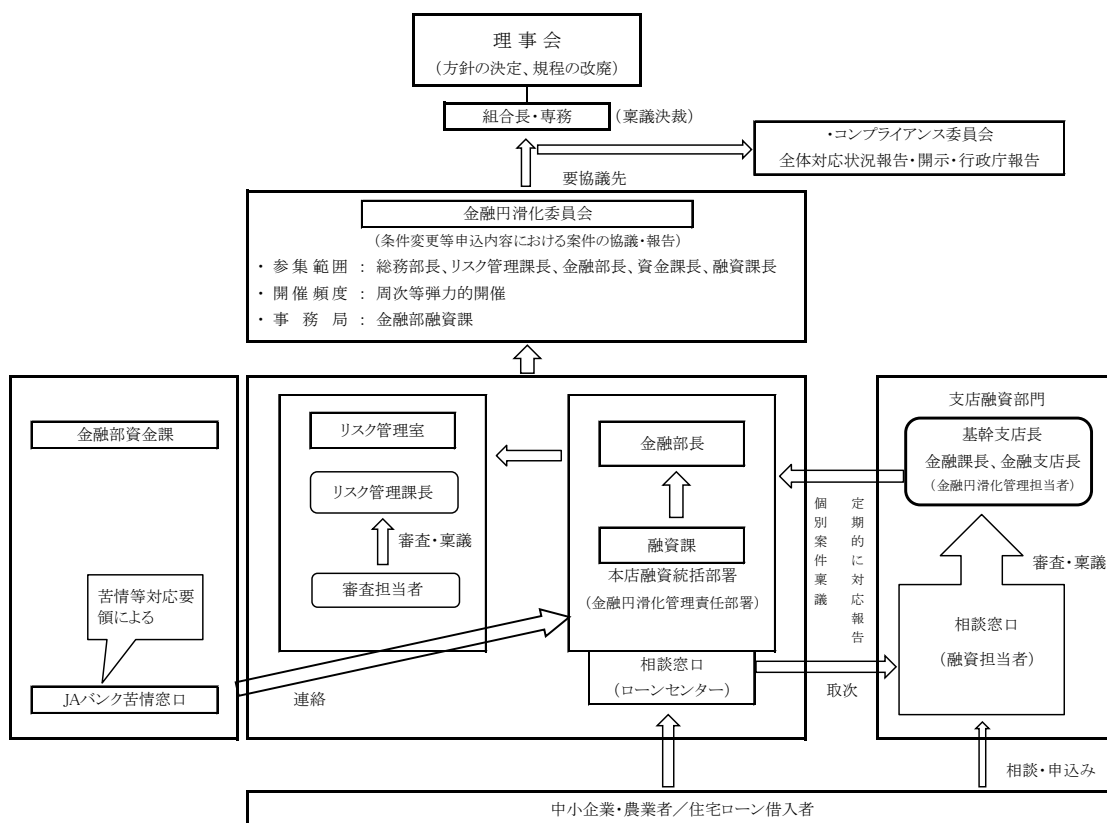 理事会
（方針の決定、規程の改廃）
組合長・専務
（稟議決裁）
・コンプライアンス委員会
全体対応状況報告・開示・行政庁報告
要協議先
金融円滑化委員会
（条件変更等申込内容における案件の協議・報告）
・ 参集範囲 ： 総務部長、リスク管理課長、金融部長、資金課長、融資課長
・ 開催頻度 ： 周次等弾力的開催
・ 事務局 ： 金融部融資課
金融部資金課
苦情等対応要
領による
JAバンク苦情窓口
連絡
リスク管理室
リスク管理課長
審査・稟議
審査担当者
金融部長
融資課
本店融資統括部署
（金融円滑化管理責任部署）
相談窓口
（ローンセンター）
定期的に対応報告
個別案件稟議
取次
支店融資部門
基幹支店長
金融課長、金融支店長
（金融円滑化管理担当者）
審査・稟議
相談窓口
（融資担当者）
相談・申込み
中小企業・農業者／住宅ローン借入者